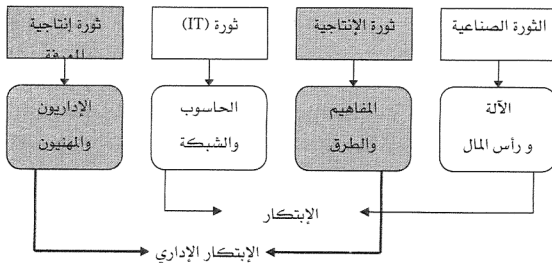 الثورة الصناعية
ثورة الإنتاجية
ثورة (IT)
ثورة إنتاجية
المعرفة
الآلة
و رأس المال
المفاهيم
والطرق
الحاسوب
والشبكة
الإداريون
والمهنيون
الإبتكار
الإبتكار الإداري